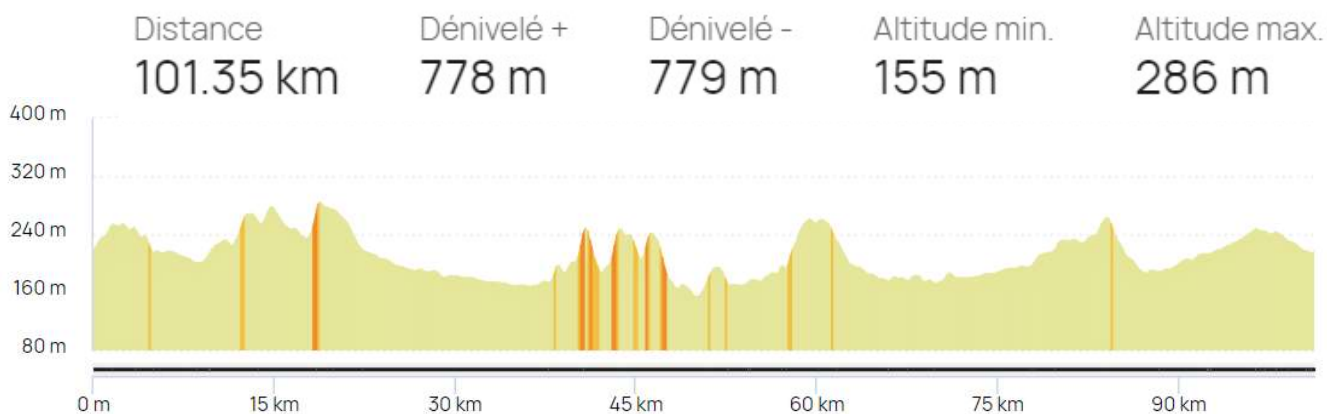 Distance Dénivelé + Dénivelé - Altitude min. Altitude max.
101.35 km 778 m 779 m 155 m 286 m
400 m
320 m
240 m
160 m
80 m
0 m 15 km 30 km 45 km 60 km 75 km 90 km